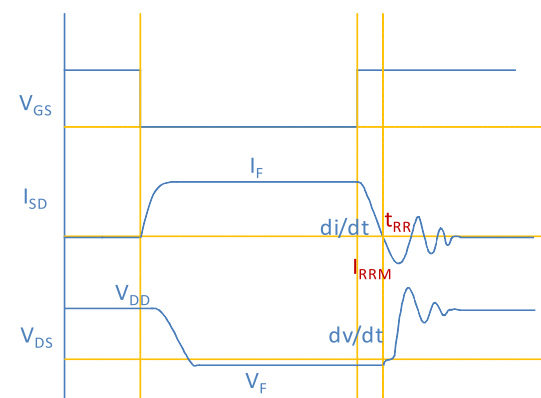 VGS
IF
ISD
di/dt
tRR
IRRM
VDD
VDS
dv/dt
VF